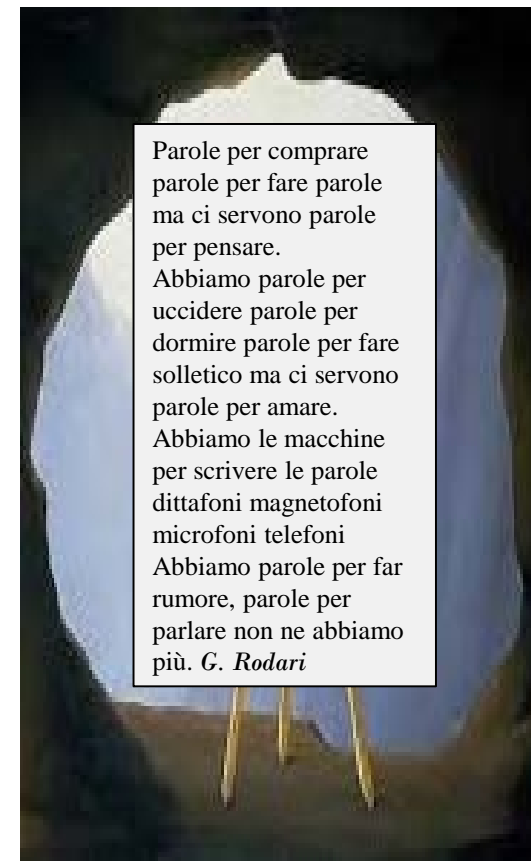 Parole per comprare
parole per fare parole
ma ci servono parole
per pensare.
Abbiamo parole per
uccidere parole per
dormire parole per fare
solletico ma ci servono
parole per amare.
Abbiamo le macchine
per scrivere le parole
dittafoni magnetofoni
microfoni telefoni
Abbiamo parole per far
rumore, parole per
parlare non ne abbiamo
più. G. Rodari